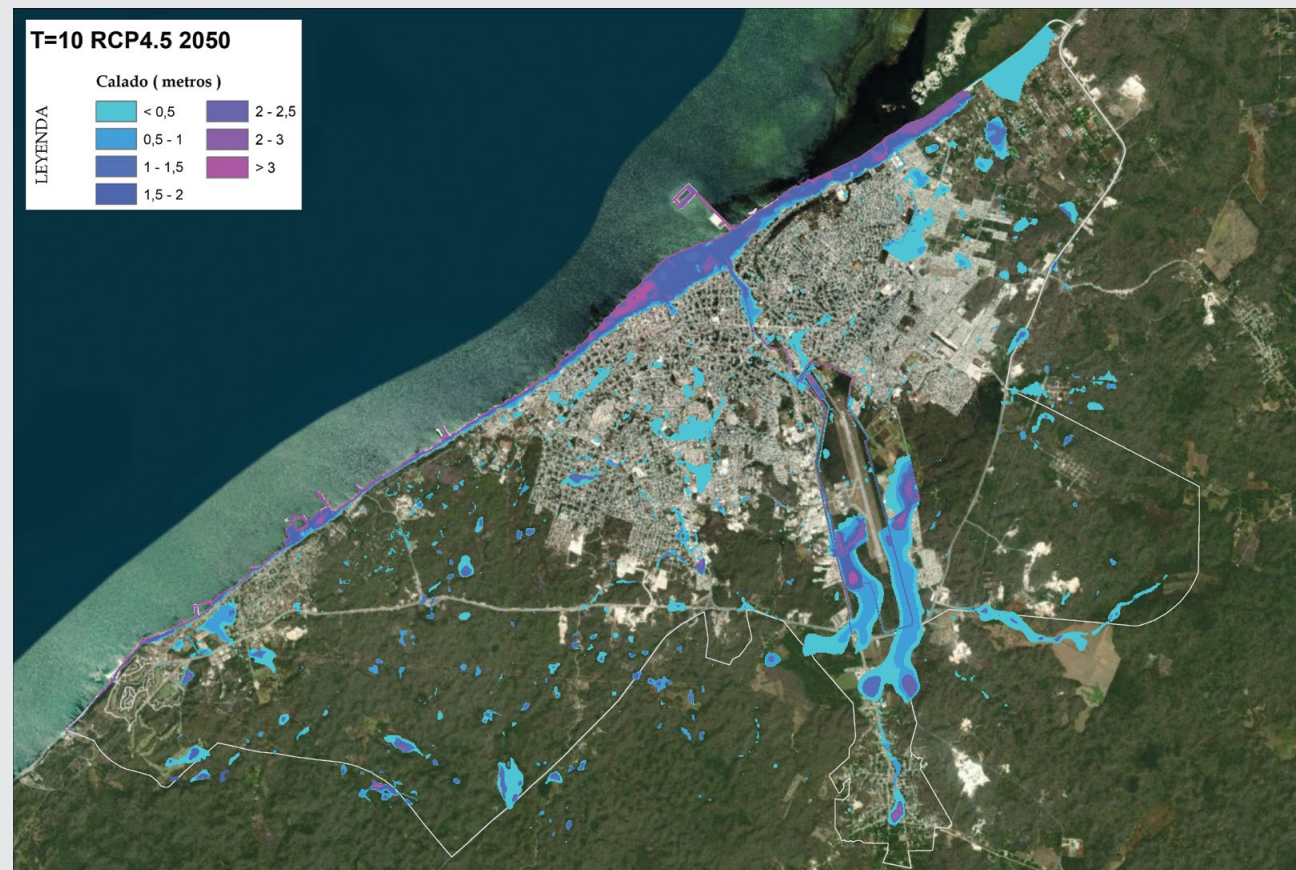 T=10 RCP4.5 2050
Calado ( metros )
LEYENDA
< 0,5
0,5 - 1
1 - 1,5
1,5 - 2
2 - 2,5
2 - 3
> 3